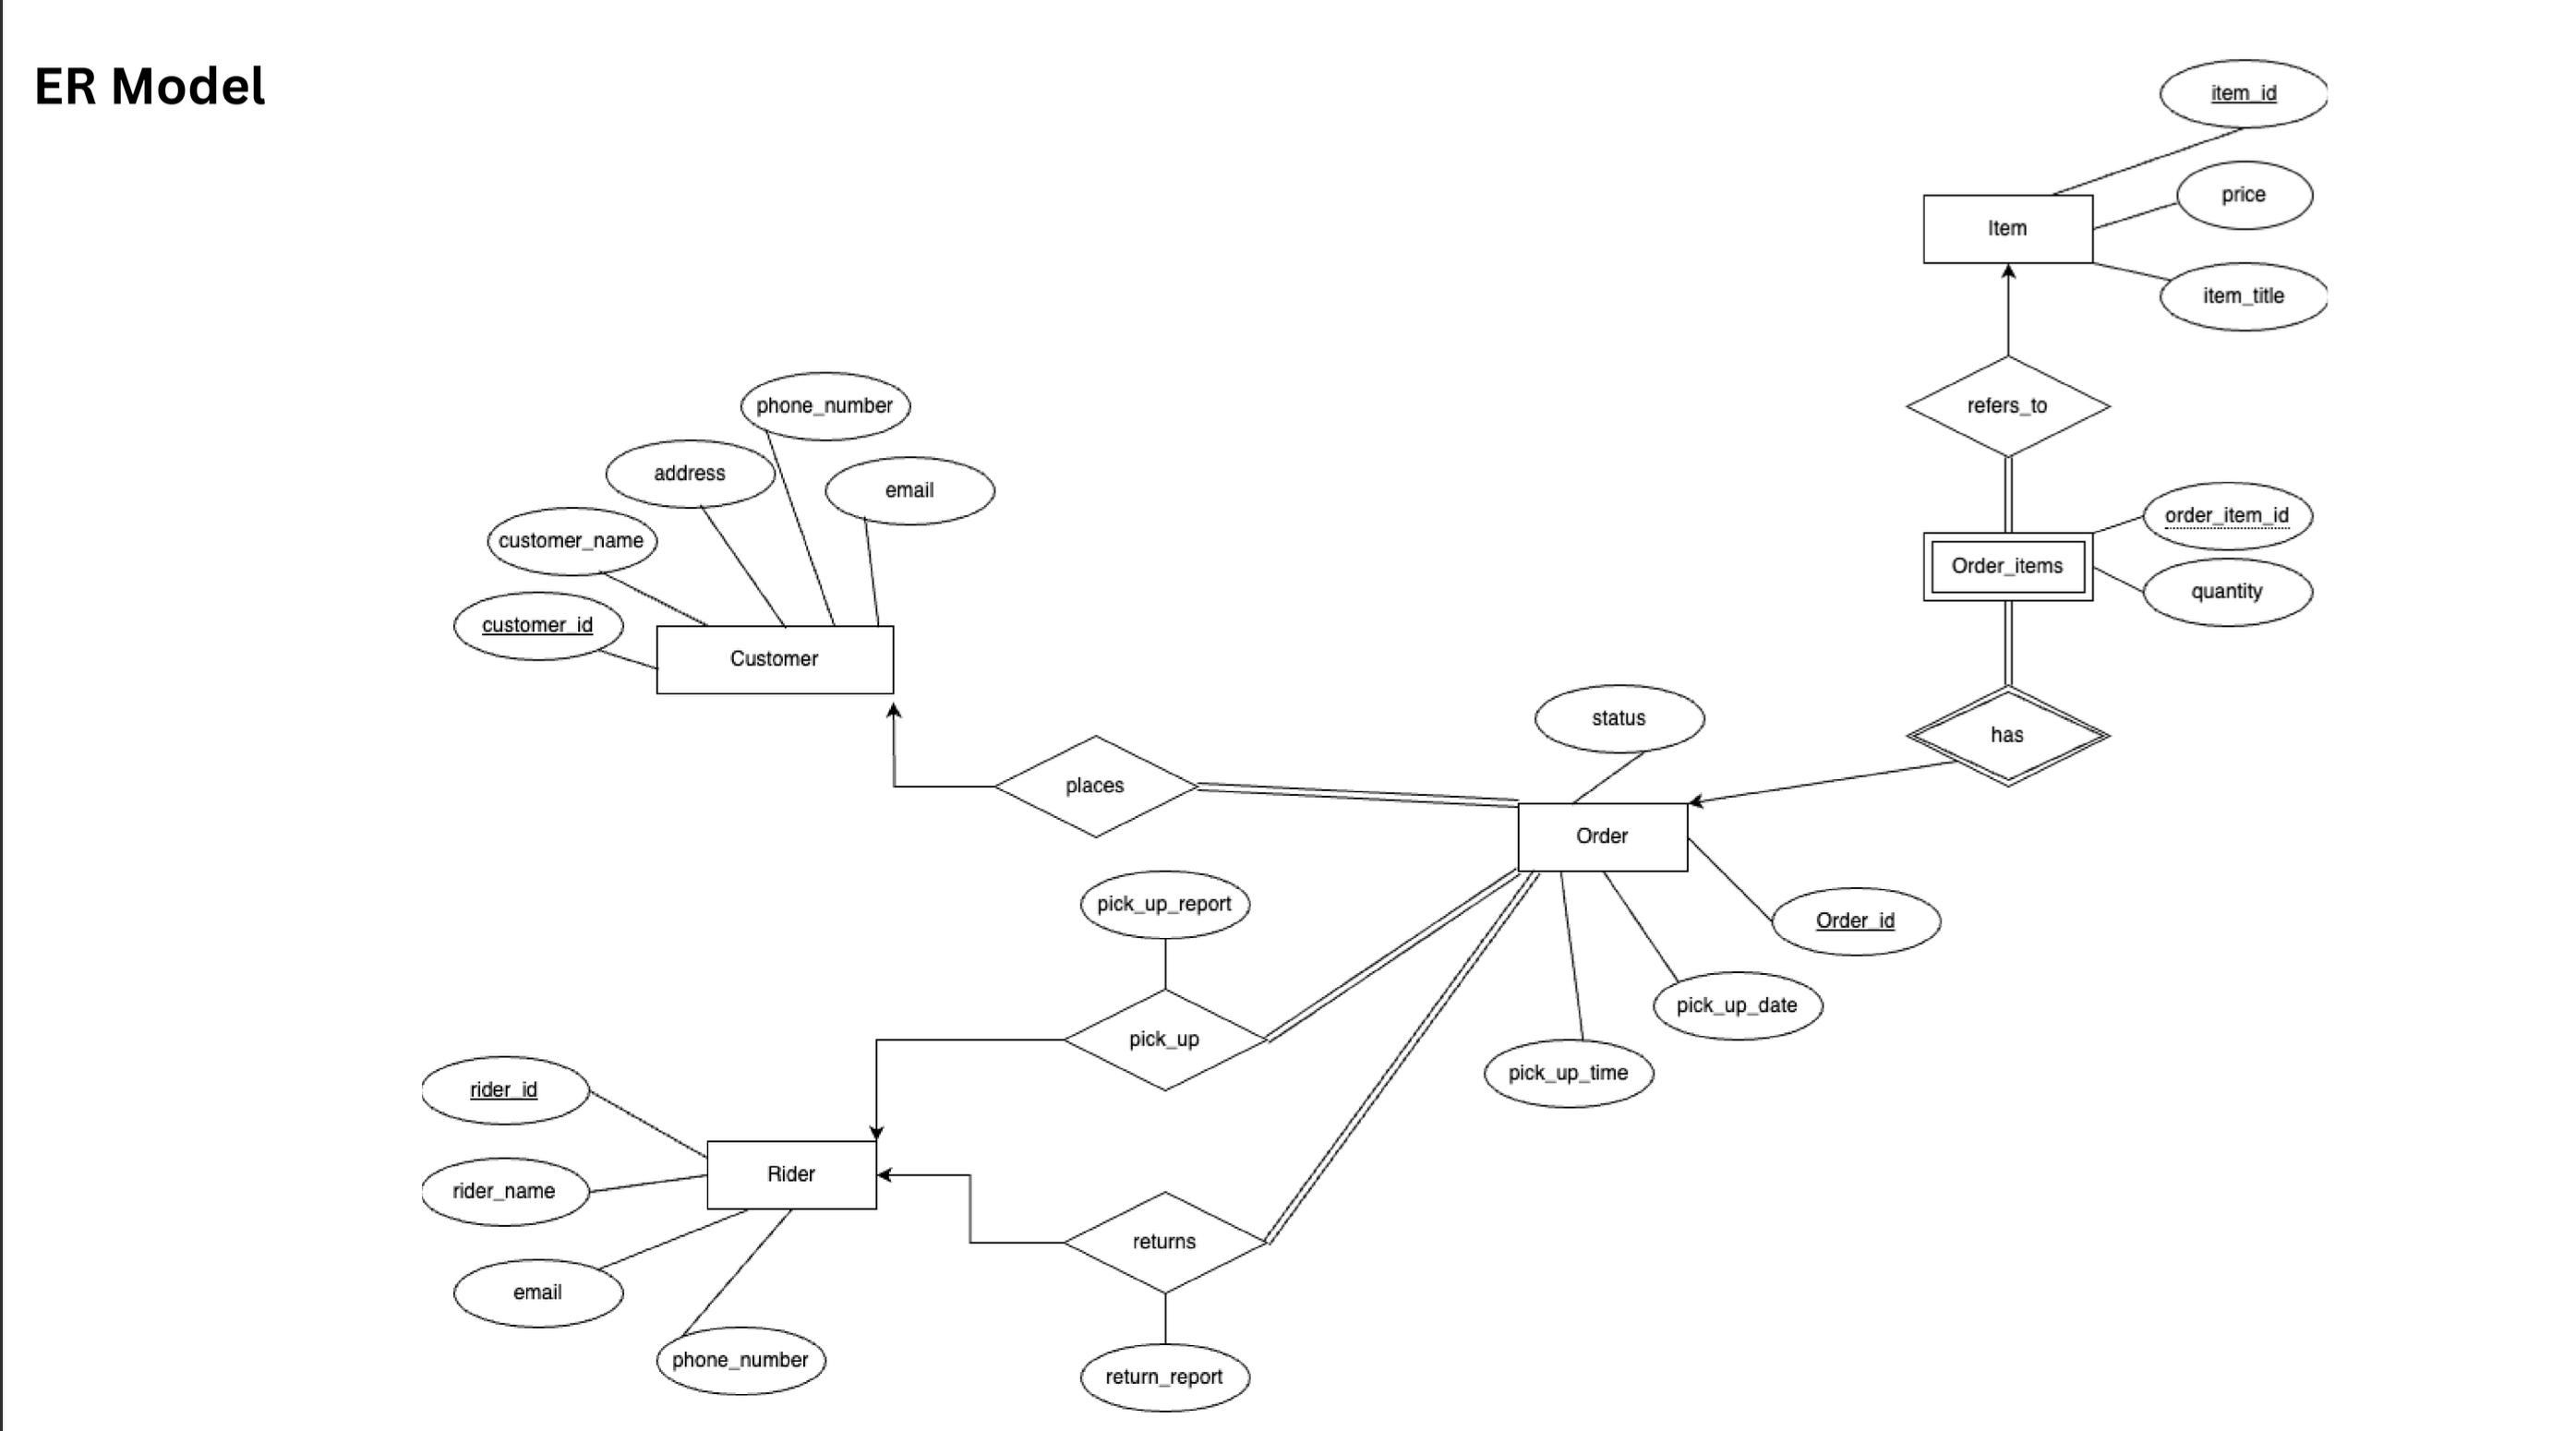 ER Model
item_id
price
Item
item_title
phone_number
refers_to
address
email
customer_name
order_item_id
Order_items
quantity
customer_id
Customer
status
has
places
Order
pick_up_report
Order_id
pick_up_date
pick_up
pick_up_time
rider_id
Rider
rider_name
returns
email
phone_number
return_report